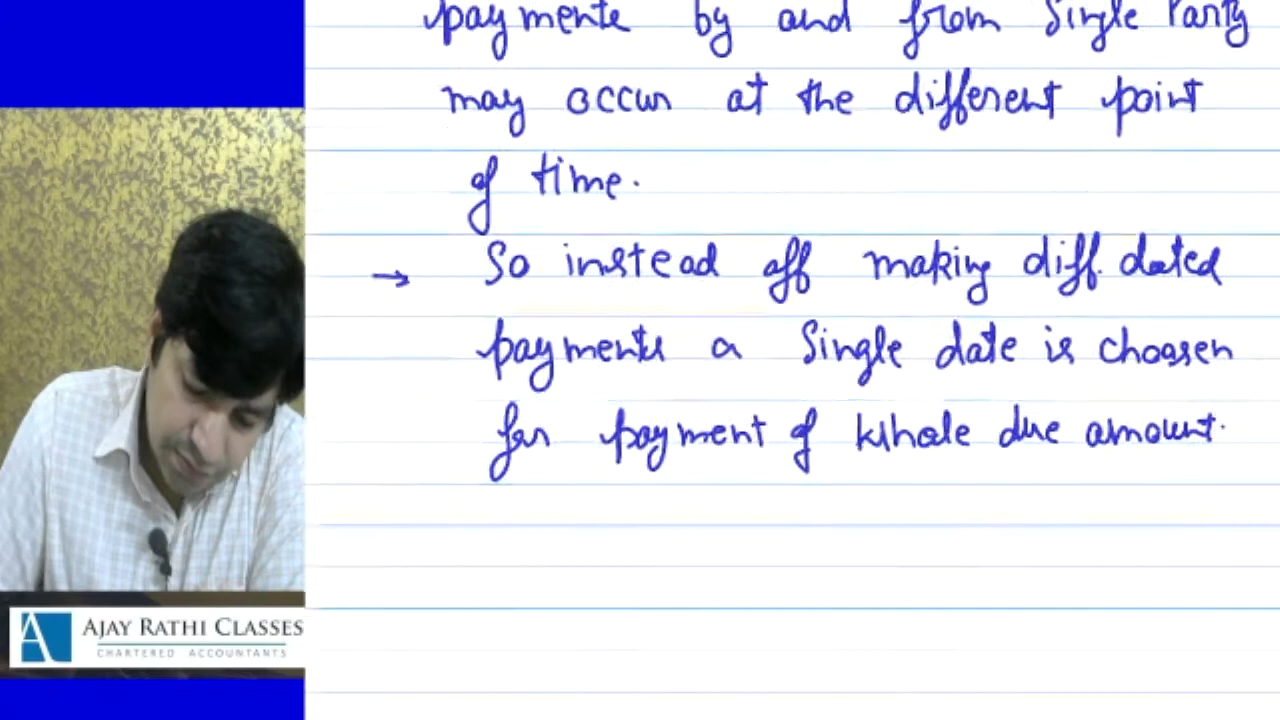 payments by and from Single Party
may occur at the different point
of time.
→ So instead off making diff. dated
payments a Single date is choosen
for payment of whole due amount.
AJAY RATHI CLASSES
CHARTERED ACCOUNTANTS